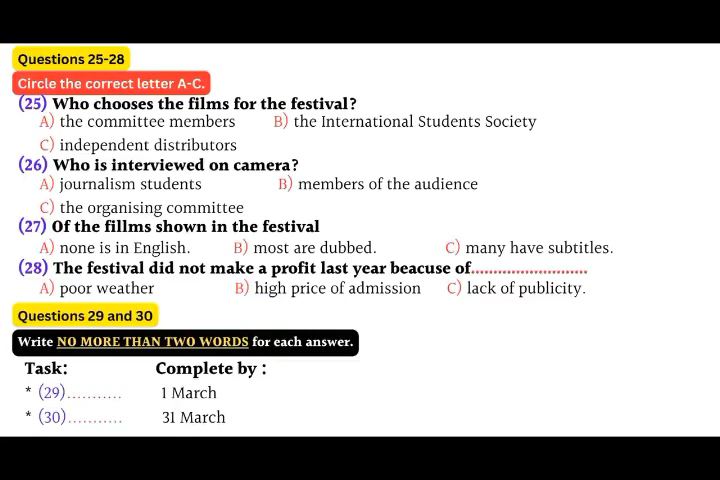 Questions 25-28
Circle the correct letter A-C.
(25) Who chooses the films for the festival?
A) the committee members B) the International Students Society
C) independent distributors
(26) Who is interviewed on camera?
A) journalism students B) members of the audience
C) the organising committee
(27) Of the fillms shown in the festival
A) none is in English. B) most are dubbed. C) many have subtitles.
(28) The festival did not make a profit last year beacuse of..........................
A) poor weather B) high price of admission C) lack of publicity.
Questions 29 and 30
Write NO MORE THAN TWO WORDS for each answer.
Task: Complete by :
* (29)........... 1 March
* (30)........... 31 March